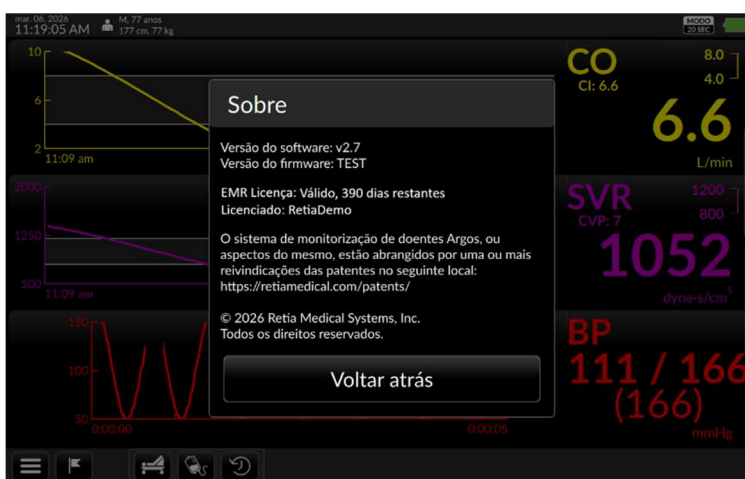 mar. 06, 2026
11:19:05 AM
M, 77 anos
177 cm, 77 kg
MODO
20 SEC
10
6
2
11:09 am
CO
CI: 6.6
8.0
4.0
6.6
L/min
2000
1250
500
11:09 am
SVR
CVP: 7
1200
800
1052
dyne·s/cm⁵
150
100
50
0:00:00
0:00:05
BP
111 / 166
(166)
mmHg
Sobre
Versão do software: v2.7
Versão do firmware: TEST
EMR Licença: Válido, 390 dias restantes
Licenciado: RetiaDemo
O sistema de monitorização de doentes Argos, ou
aspectos do mesmo, estão abrangidos por uma ou mais
reivindicações das patentes no seguinte local:
https://retiamedical.com/patents/
© 2026 Retia Medical Systems, Inc.
Todos os direitos reservados.
Voltar atrás